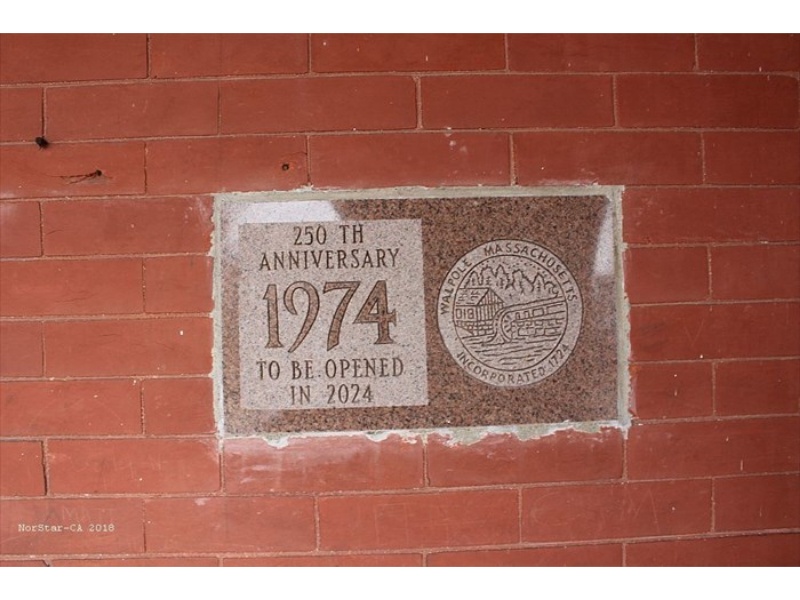 250 TH
ANNIVERSARY
1974
TO BE OPENED
IN 2024
WALPOLE MASSACHUSETTS
INCORPORATED 1724
NorStar-CA 2018